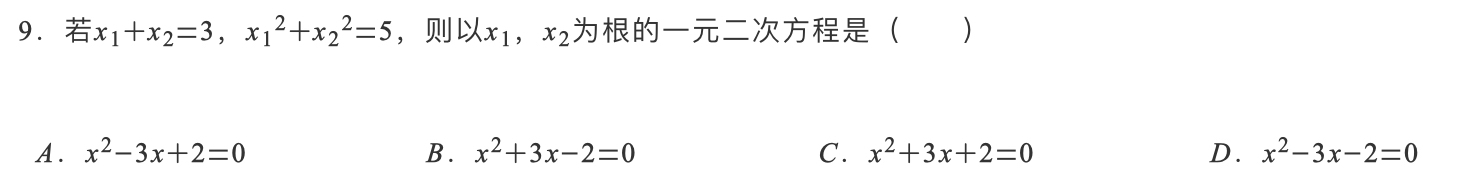 9. 若x₁+x₂=3，x₁²+x₂²=5，则以x₁，x₂为根的一元二次方程是（　　）
A. x²−3x+2=0　　B. x²+3x−2=0　　C. x²+3x+2=0　　D. x²−3x−2=0